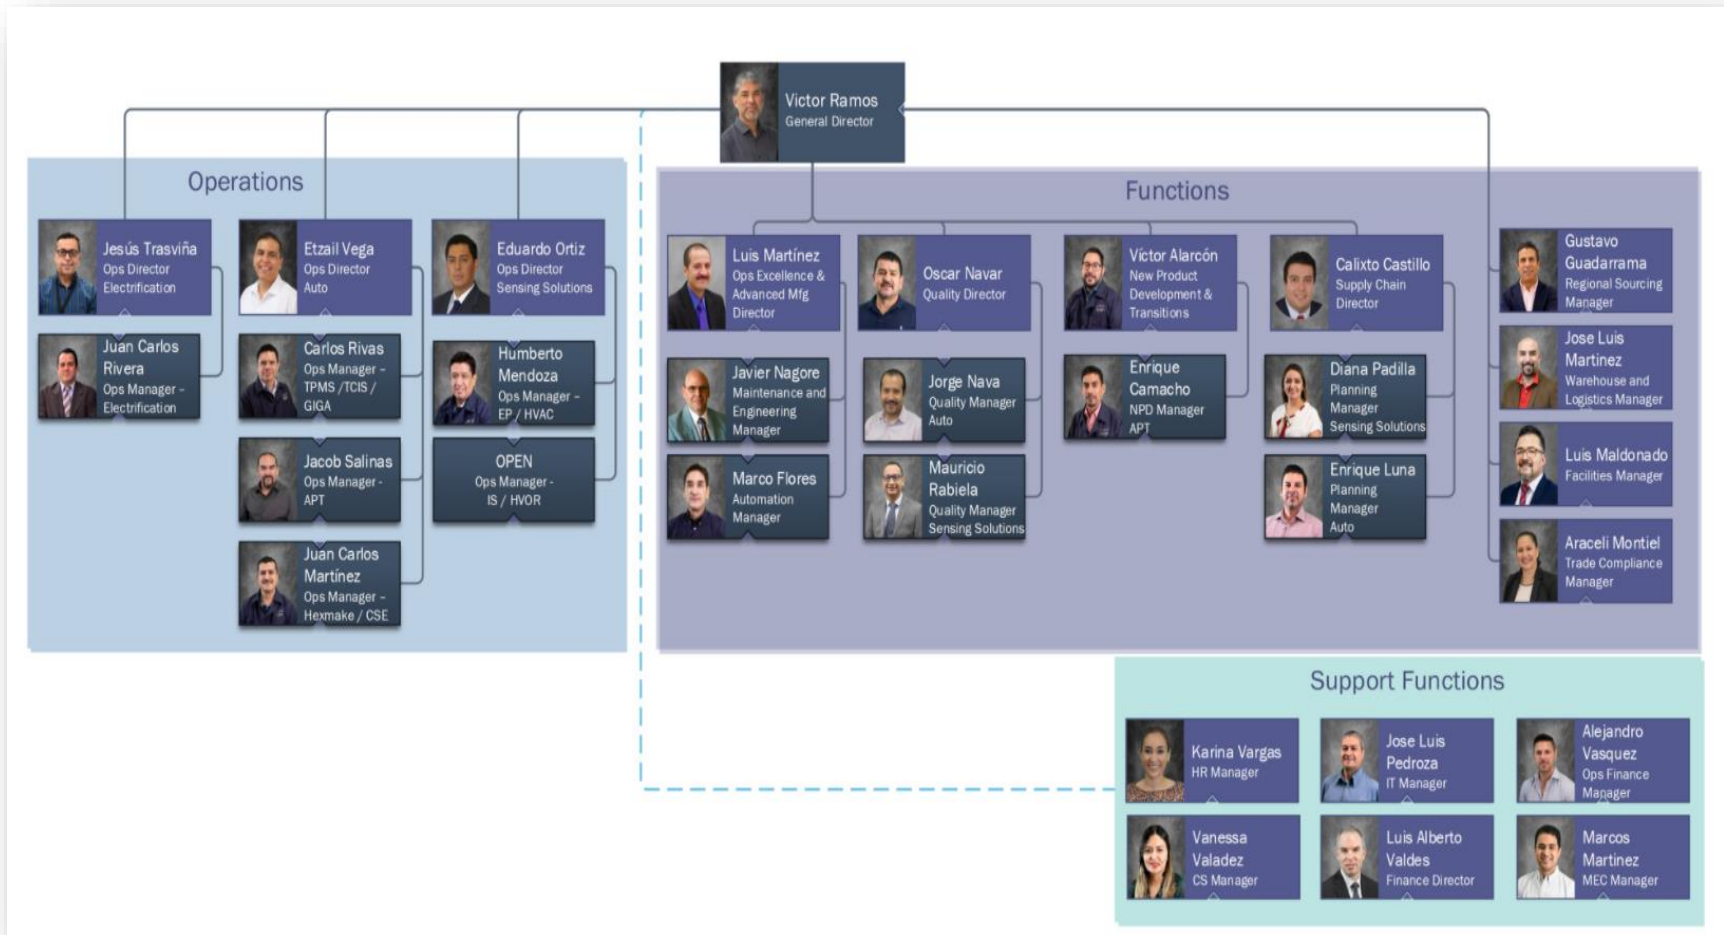 Victor Ramos
General Director
Operations
Jesús Trasviña
Ops Director
Electrification
Juan Carlos
Rivera
Ops Manager –
Electrification
Etzail Vega
Ops Director
Auto
Carlos Rivas
Ops Manager –
TPMS /TCIS /
GIGA
Jacob Salinas
Ops Manager -
APT
Juan Carlos
Martínez
Ops Manager –
Hexmake / CSE
Eduardo Ortiz
Ops Director
Sensing Solutions
Humberto
Mendoza
Ops Manager –
EP / HVAC
OPEN
Ops Manager -
IS / HVOR
Functions
Luis Martínez
Ops Excellence &
Advanced Mfg
Director
Javier Nagore
Maintenance and
Engineering
Manager
Marco Flores
Automation
Manager
Oscar Navar
Quality Director
Jorge Nava
Quality Manager
Auto
Mauricio
Rabiela
Quality Manager
Sensing Solutions
Víctor Alarcón
New Product
Development &
Transitions
Enrique
Camacho
NPD Manager
APT
Calixto Castillo
Supply Chain
Director
Diana Padilla
Planning
Manager
Sensing Solutions
Enrique Luna
Planning
Manager
Auto
Gustavo
Guadarrama
Regional Sourcing
Manager
Jose Luis
Martinez
Warehouse and
Logistics Manager
Luis Maldonado
Facilities Manager
Araceli Montiel
Trade Compliance
Manager
Support Functions
Karina Vargas
HR Manager
Jose Luis
Pedroza
IT Manager
Alejandro
Vasquez
Ops Finance
Manager
Vanessa
Valadez
CS Manager
Luis Alberto
Valdes
Finance Director
Marcos
Martinez
MEC Manager